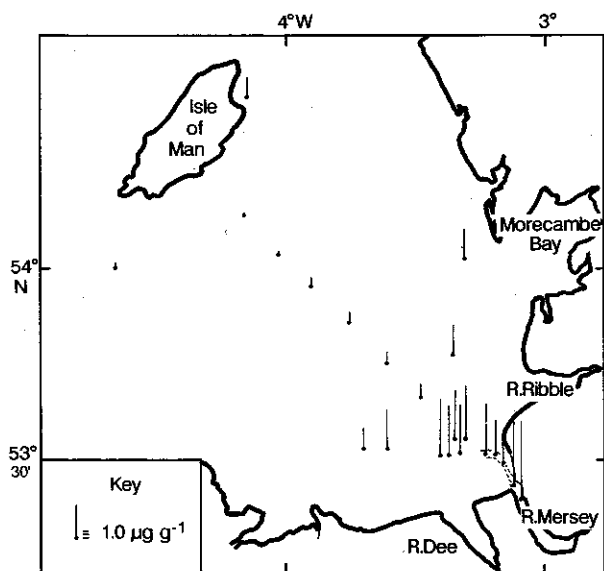 4°W
3°
Isle
of
Man
Morecambe
Bay
54°
N
R.Ribble
53°
30'
Key
≡ 1.0 µg g⁻¹
R.Mersey
R.Dee